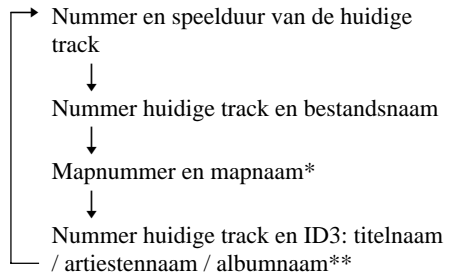 Nummer en speelduur van de huidige
track
Nummer huidige track en bestandsnaam
Mapnummer en mapnaam*
Nummer huidige track en ID3: titelnaam
/ artiestennaam / albumnaam**